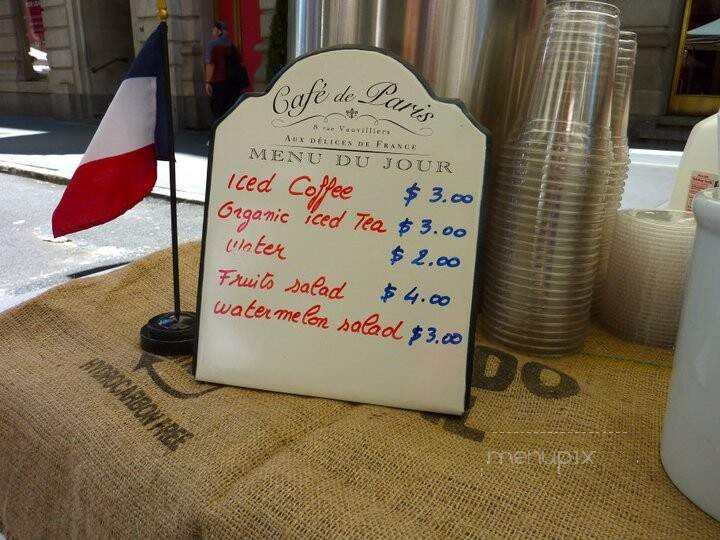 Café de Paris
8 rue Vauvilliers
AUX DÉLICES DE FRANCE
MENU DU JOUR
Iced Coffee $ 3.00
Organic iced Tea $ 3.00
Water $ 2.00
Fruits salad $ 4.00
watermelon salad $3.00
HYDROCARBON FREE
menupix